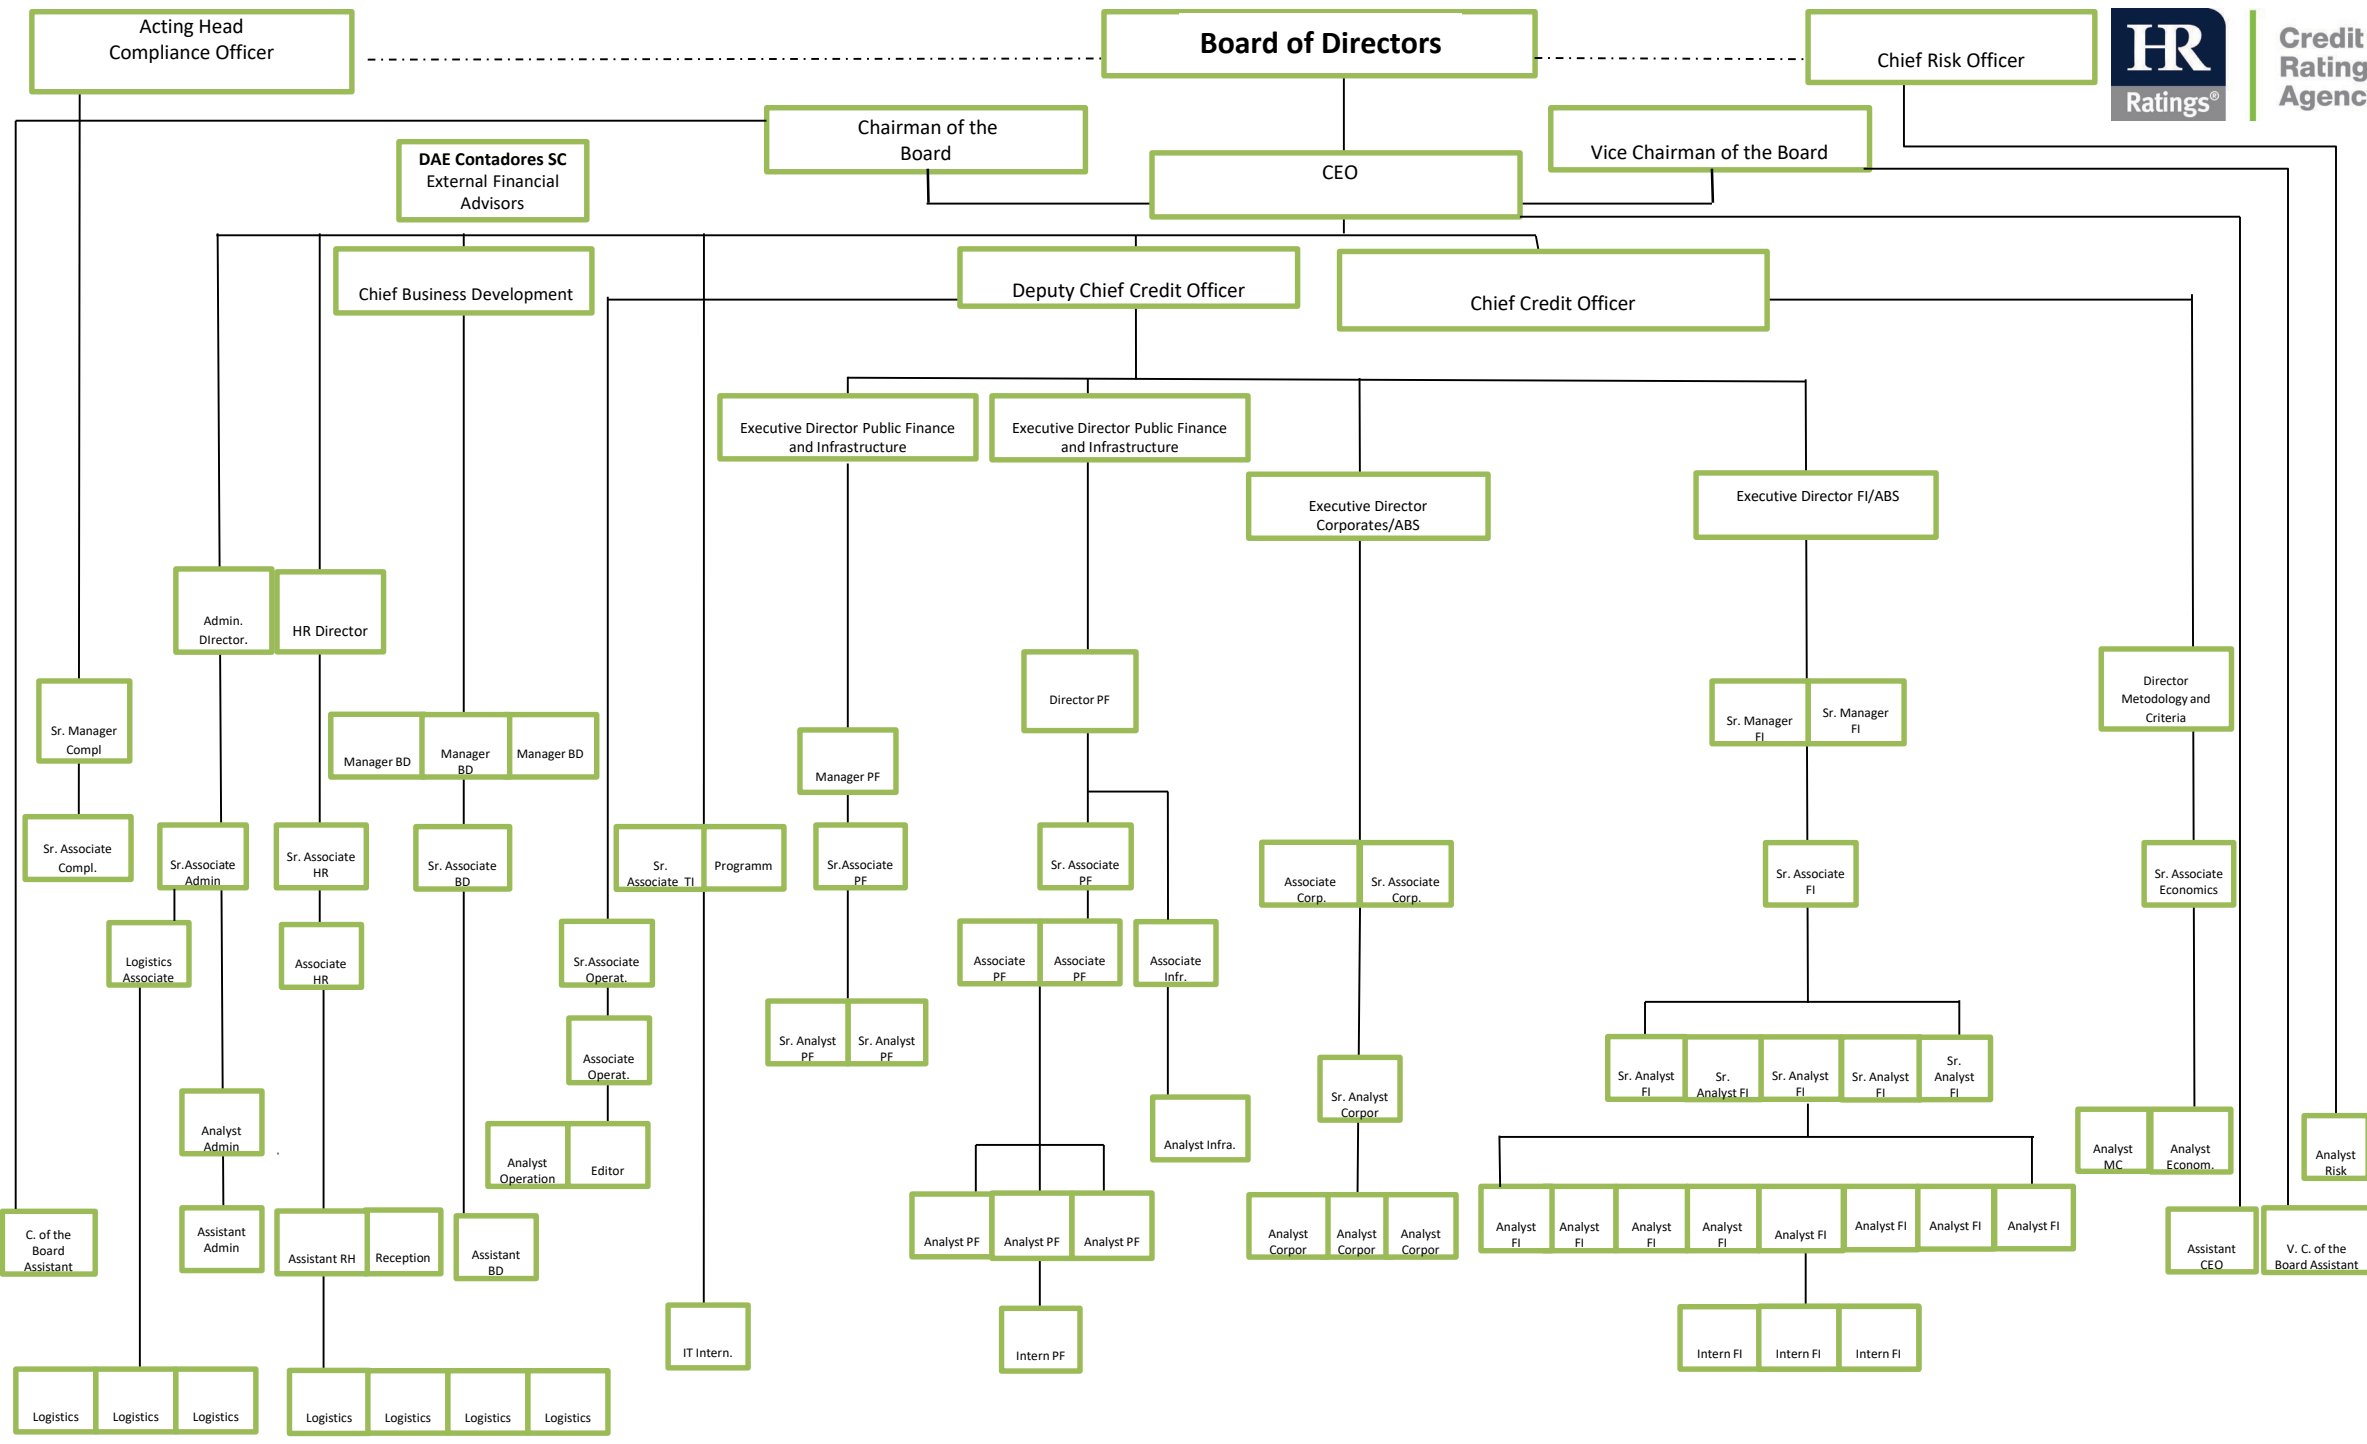 Acting Head
Compliance Officer
Board of Directors
Chief Risk Officer
HR
Ratings®
Credit
Rating
Agenc
Chairman of the
Board
DAE Contadores SC
External Financial
Advisors
CEO
Vice Chairman of the Board
Chief Business Development
Deputy Chief Credit Officer
Chief Credit Officer
Executive Director Public Finance
and Infrastructure
Executive Director Public Finance
and Infrastructure
Executive Director
Corporates/ABS
Executive Director FI/ABS
Admin.
DIrector.
HR Director
Director PF
Director
Metodology and
Criteria
Sr. Manager
Compl
Manager BD
Manager
BD
Manager BD
Manager PF
Sr. Manager
FI
Sr. Manager
FI
Sr. Associate
Compl.
Sr.Associate
Admin
Sr. Associate
HR
Sr. Associate
BD
Sr.
Associate TI
Programm
Sr.Associate
PF
Sr. Associate
PF
Associate
Corp.
Sr. Associate
Corp.
Sr. Associate
FI
Sr. Associate
Economics
Logistics
Associate
Associate
HR
Sr.Associate
Operat.
Associate
PF
Associate
PF
Associate
Infr.
Associate
Operat.
Sr. Analyst
PF
Sr. Analyst
PF
Sr. Analyst
Corpor
Sr. Analyst
FI
Sr.
Analyst FI
Sr. Analyst
FI
Sr. Analyst
FI
Sr.
Analyst
FI
Analyst
Admin
Analyst
Operation
Editor
Analyst Infra.
Analyst
MC
Analyst
Econom.
Analyst
Risk
C. of the
Board
Assistant
Assistant
Admin
Assistant RH
Reception
Assistant
BD
Analyst PF
Analyst PF
Analyst PF
Analyst
Corpor
Analyst
Corpor
Analyst
Corpor
Analyst
FI
Analyst
FI
Analyst
FI
Analyst
FI
Analyst FI
Analyst FI
Analyst FI
Analyst FI
Assistant
CEO
V. C. of the
Board Assistant
IT Intern.
Intern PF
Intern FI
Intern FI
Intern FI
Logistics
Logistics
Logistics
Logistics
Logistics
Logistics
Logistics